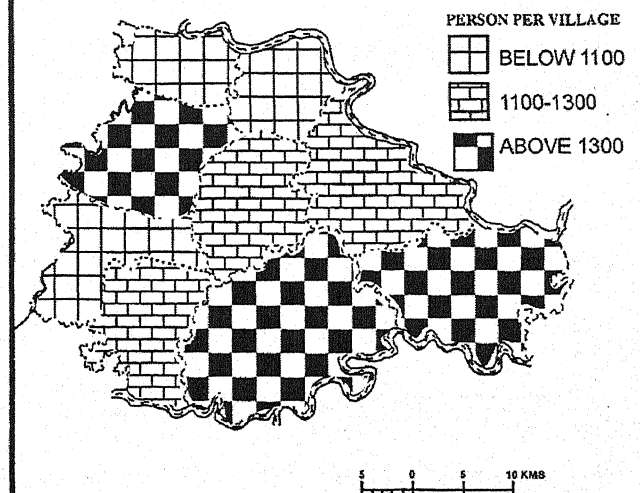 PERSON PER VILLAGE
BELOW 1100
1100-1300
ABOVE 1300
5 0 5 10 KMS